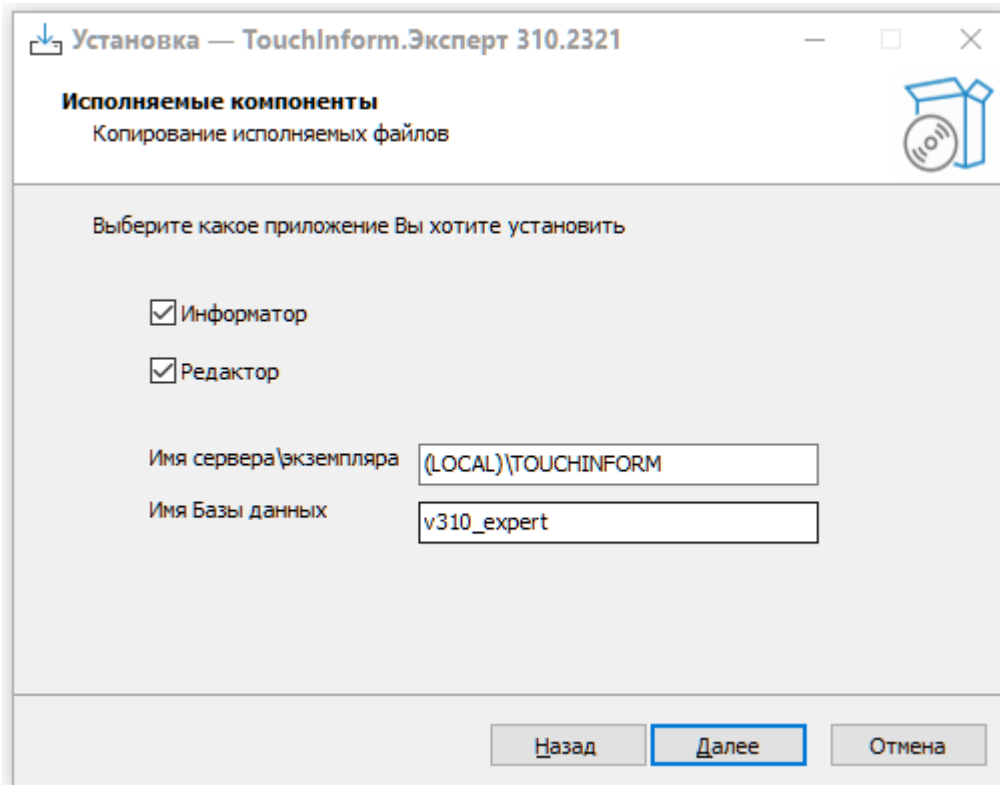 Установка — TouchInform.Эксперт 310.2321
Исполняемые компоненты
Копирование исполняемых файлов
Выберите какое приложение Вы хотите установить
Информатор
Редактор
Имя сервера\экземпляра (LOCAL)\TOUCHINFORM
Имя Базы данных v310_expert
Назад Далее Отмена